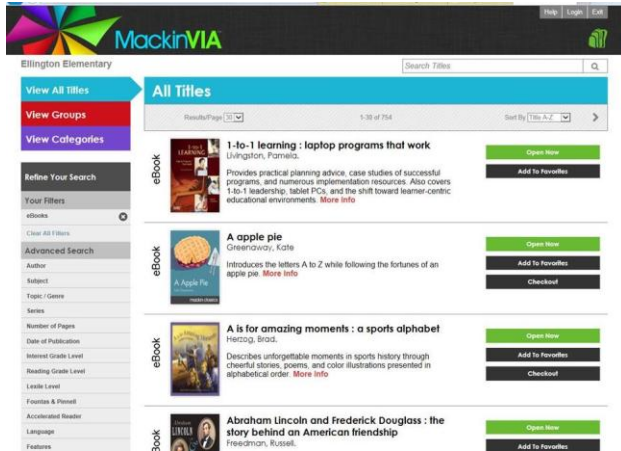 Help Login Exit
MackinVIA
Ellington Elementary
Search Titles
View All Titles
View Groups
View Categories
Refine Your Search
Your Filters
eBooks
Clear All Filters
Advanced Search
Author
Subject
Topic / Genre
Series
Number of Pages
Date of Publication
Interest Grade Level
Reading Grade Level
Lexile Level
Fountas & Pinnell
Accelerated Reader
Language
Features
All Titles
Results/Page 30
1-30 of 754
Sort By Title A-Z
eBook
1-to-1 LEARNING
1-to-1 learning : laptop programs that work
Livingston, Pamela.
Provides practical planning advice, case studies of successful
programs, and numerous implementation resources. Also covers
1-to-1 leadership, tablet PCs, and the shift toward learner-centric
educational environments. More Info
Open Now
Add To Favorites
eBook
A Apple Pie
A apple pie
Greenaway, Kate
Introduces the letters A to Z while following the fortunes of an
apple pie. More Info
Open Now
Add To Favorites
Checkout
eBook
A is for amazing moments : a sports alphabet
Herzog, Brad.
Describes unforgettable moments in sports history through
cheerful stories, poems, and color illustrations presented in
alphabetical order. More Info
Open Now
Add To Favorites
Checkout
eBook
LINCOLN
Abraham Lincoln and Frederick Douglass : the
story behind an American friendship
Freedman, Russell.
Open Now
Add To Favorites